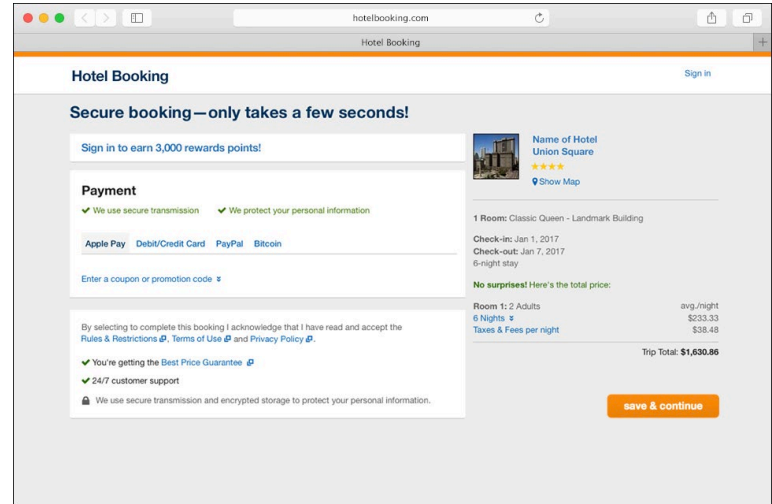 hotelbooking.com
Hotel Booking
Hotel Booking
Sign in
Secure booking—only takes a few seconds!
Sign in to earn 3,000 rewards points!
Payment
We use secure transmission We protect your personal information
Apple Pay Debit/Credit Card PayPal Bitcoin
Enter a coupon or promotion code
By selecting to complete this booking I acknowledge that I have read and accept the
Rules & Restrictions, Terms of Use and Privacy Policy.
You're getting the Best Price Guarantee
24/7 customer support
We use secure transmission and encrypted storage to protect your personal information.
Name of Hotel
Union Square
Show Map
1 Room: Classic Queen - Landmark Building
Check-in: Jan 1, 2017
Check-out: Jan 7, 2017
6-night stay
No surprises! Here's the total price:
Room 1: 2 Adults avg./night
6 Nights $233.33
Taxes & Fees per night $38.48
Trip Total: $1,630.86
save & continue